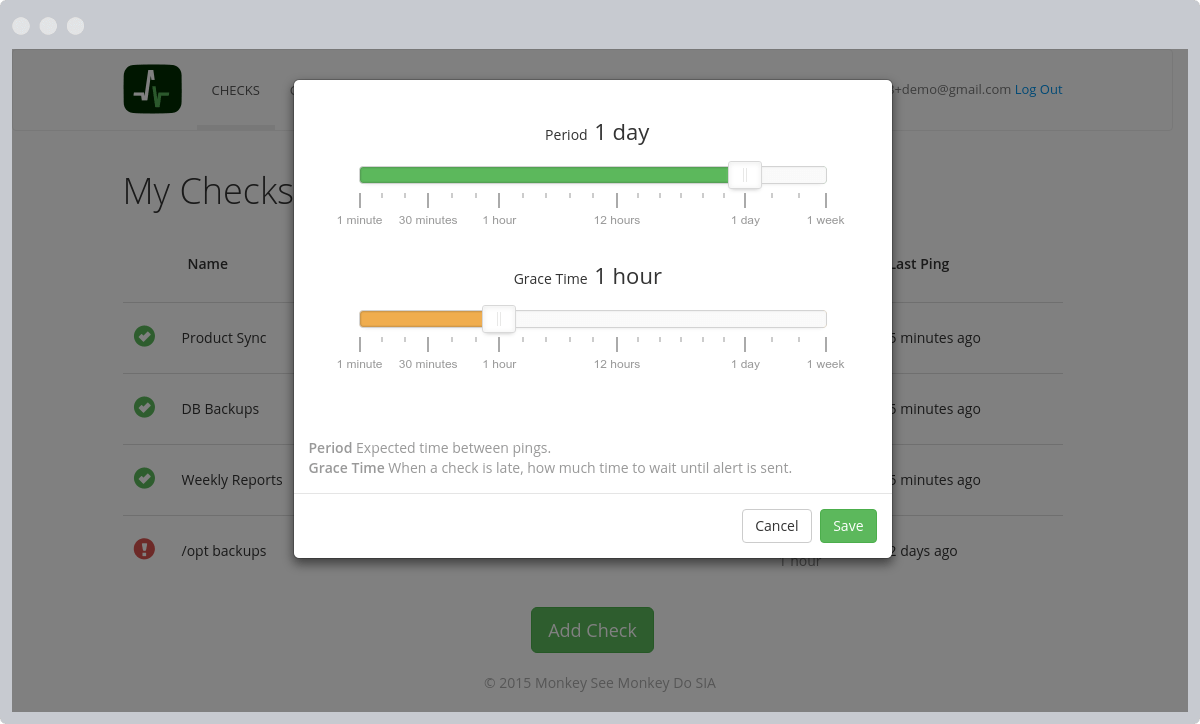 CHECKS
+demo@gmail.com Log Out
My Checks
Name
Last Ping
Product Sync
minutes ago
DB Backups
minutes ago
Weekly Reports
minutes ago
/opt backups
1 hour
2 days ago
Period 1 day
1 minute 30 minutes 1 hour 12 hours 1 day 1 week
Grace Time 1 hour
1 minute 30 minutes 1 hour 12 hours 1 day 1 week
Period Expected time between pings.
Grace Time When a check is late, how much time to wait until alert is sent.
Cancel Save
Add Check
© 2015 Monkey See Monkey Do SIA